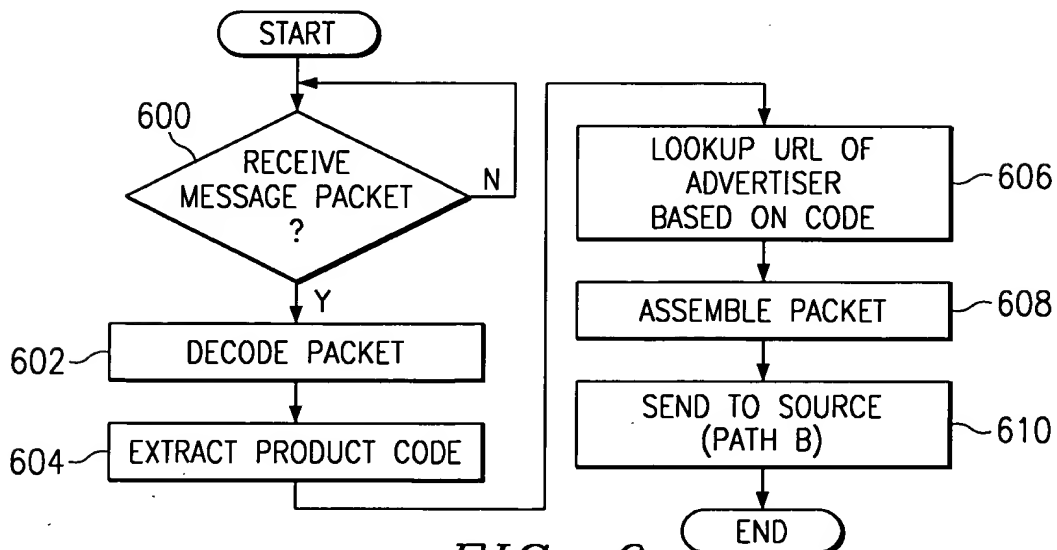 START
600
RECEIVE
MESSAGE PACKET
?
N
Y
602
DECODE PACKET
604
EXTRACT PRODUCT CODE
LOOKUP URL OF
ADVERTISER
BASED ON CODE
606
ASSEMBLE PACKET
608
SEND TO SOURCE
(PATH B)
610
END